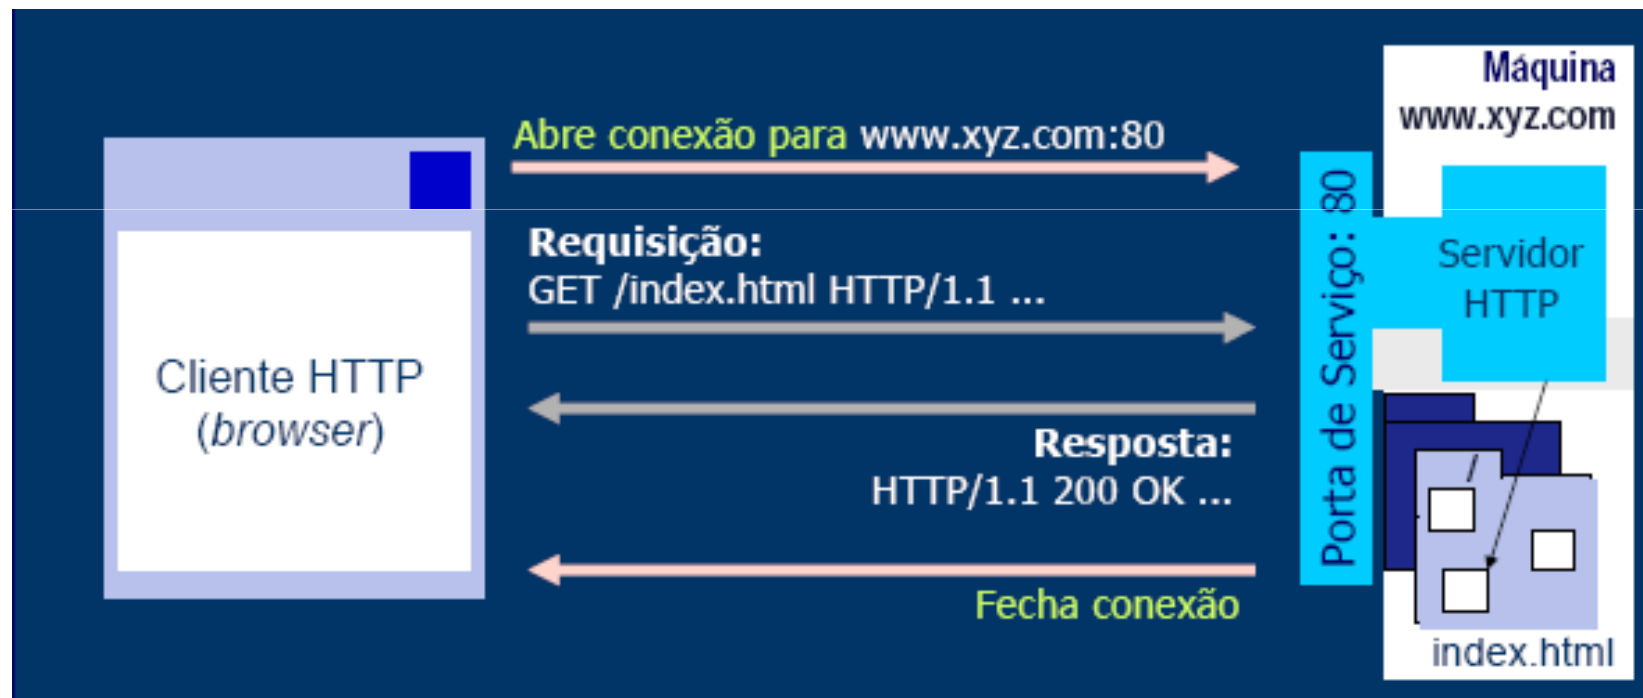 Máquina
www.xyz.com
Abre conexão para www.xyz.com:80
Requisição:
GET /index.html HTTP/1.1 ...
Cliente HTTP
(browser)
Resposta:
HTTP/1.1 200 OK ...
Fecha conexão
Porta de Serviço: 80
Servidor
HTTP
/
index.html